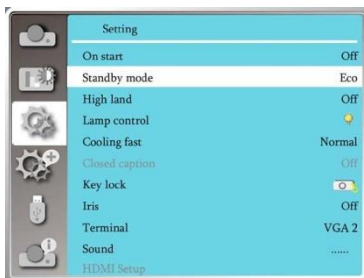 Setting
On start Off
Standby mode Eco
High land Off
Lamp control
Cooling fast Normal
Closed caption Off
Key lock
Iris Off
Terminal VGA 2
Sound ......
HDMI Setup